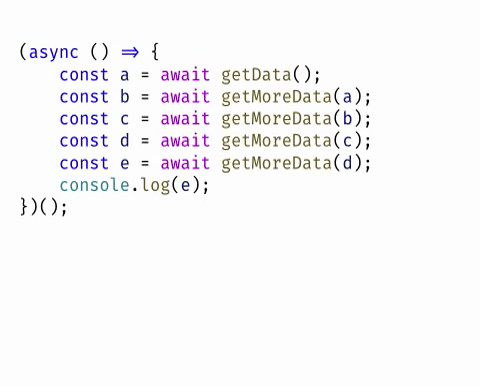 (async () => {
    const a = await getData();
    const b = await getMoreData(a);
    const c = await getMoreData(b);
    const d = await getMoreData(c);
    const e = await getMoreData(d);
    console.log(e);
})();